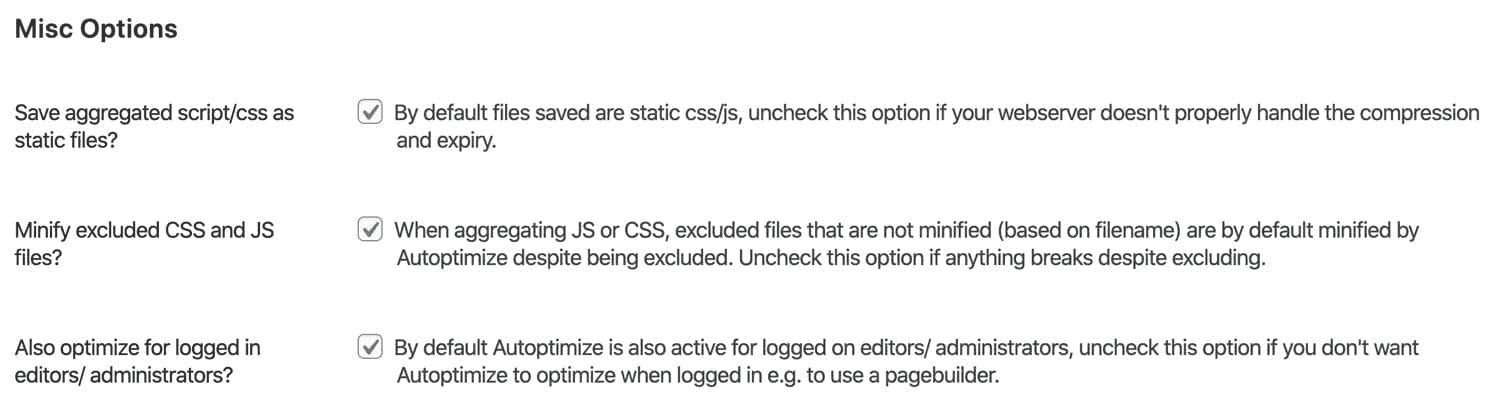 Misc Options
Save aggregated script/css as
static files?
By default files saved are static css/js, uncheck this option if your webserver doesn't properly handle the compression
and expiry.
Minify excluded CSS and JS
files?
When aggregating JS or CSS, excluded files that are not minified (based on filename) are by default minified by
Autoptimize despite being excluded. Uncheck this option if anything breaks despite excluding.
Also optimize for logged in
editors/ administrators?
By default Autoptimize is also active for logged on editors/ administrators, uncheck this option if you don't want
Autoptimize to optimize when logged in e.g. to use a pagebuilder.